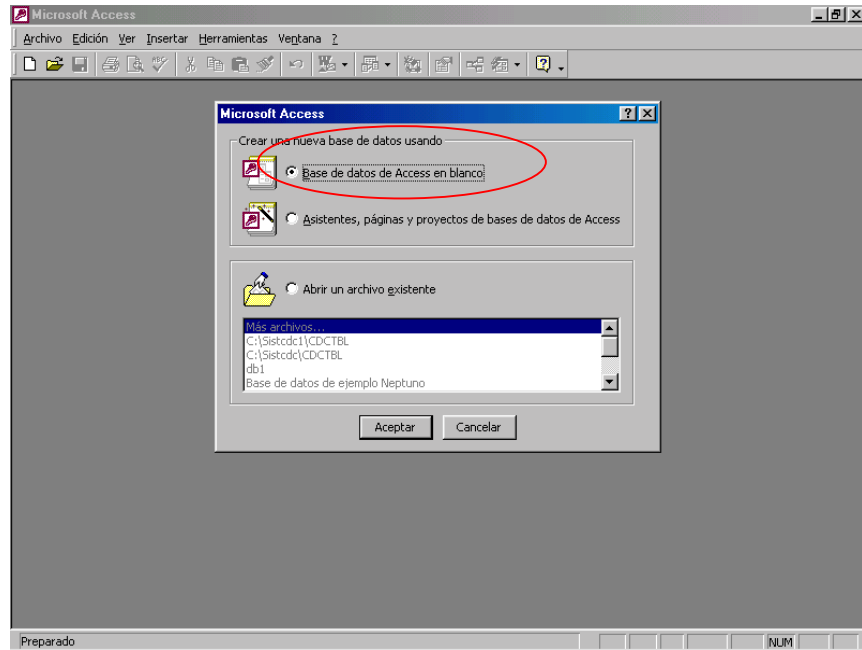 Microsoft Access
Archivo Edición Ver Insertar Herramientas Ventana ?
Microsoft Access
Crear una nueva base de datos usando
Base de datos de Access en blanco
Asistentes, páginas y proyectos de bases de datos de Access
Abrir un archivo existente
Más archivos...
C:\Sistcdc1\CDCTBL
C:\Sistcdc\CDCTBL
db1
Base de datos de ejemplo Neptuno
Aceptar Cancelar
Preparado NUM